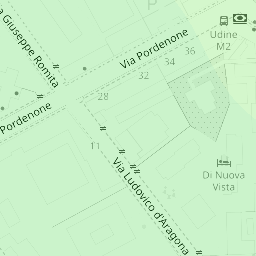 Via Giuseppe Romita
Via Pordenone
Pordenone
Udine
M2
P
36
34
32
28
11
Di Nuova
Vista
Via Ludovico d'Aragona